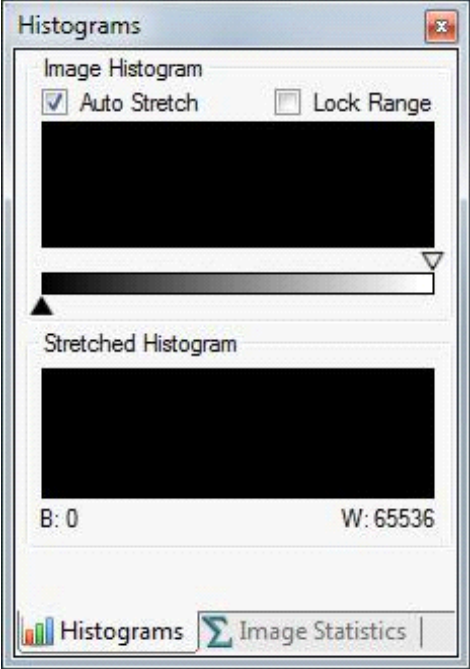 Histograms
Image Histogram
Auto Stretch Lock Range
Stretched Histogram
B: 0 W: 65536
Histograms Image Statistics